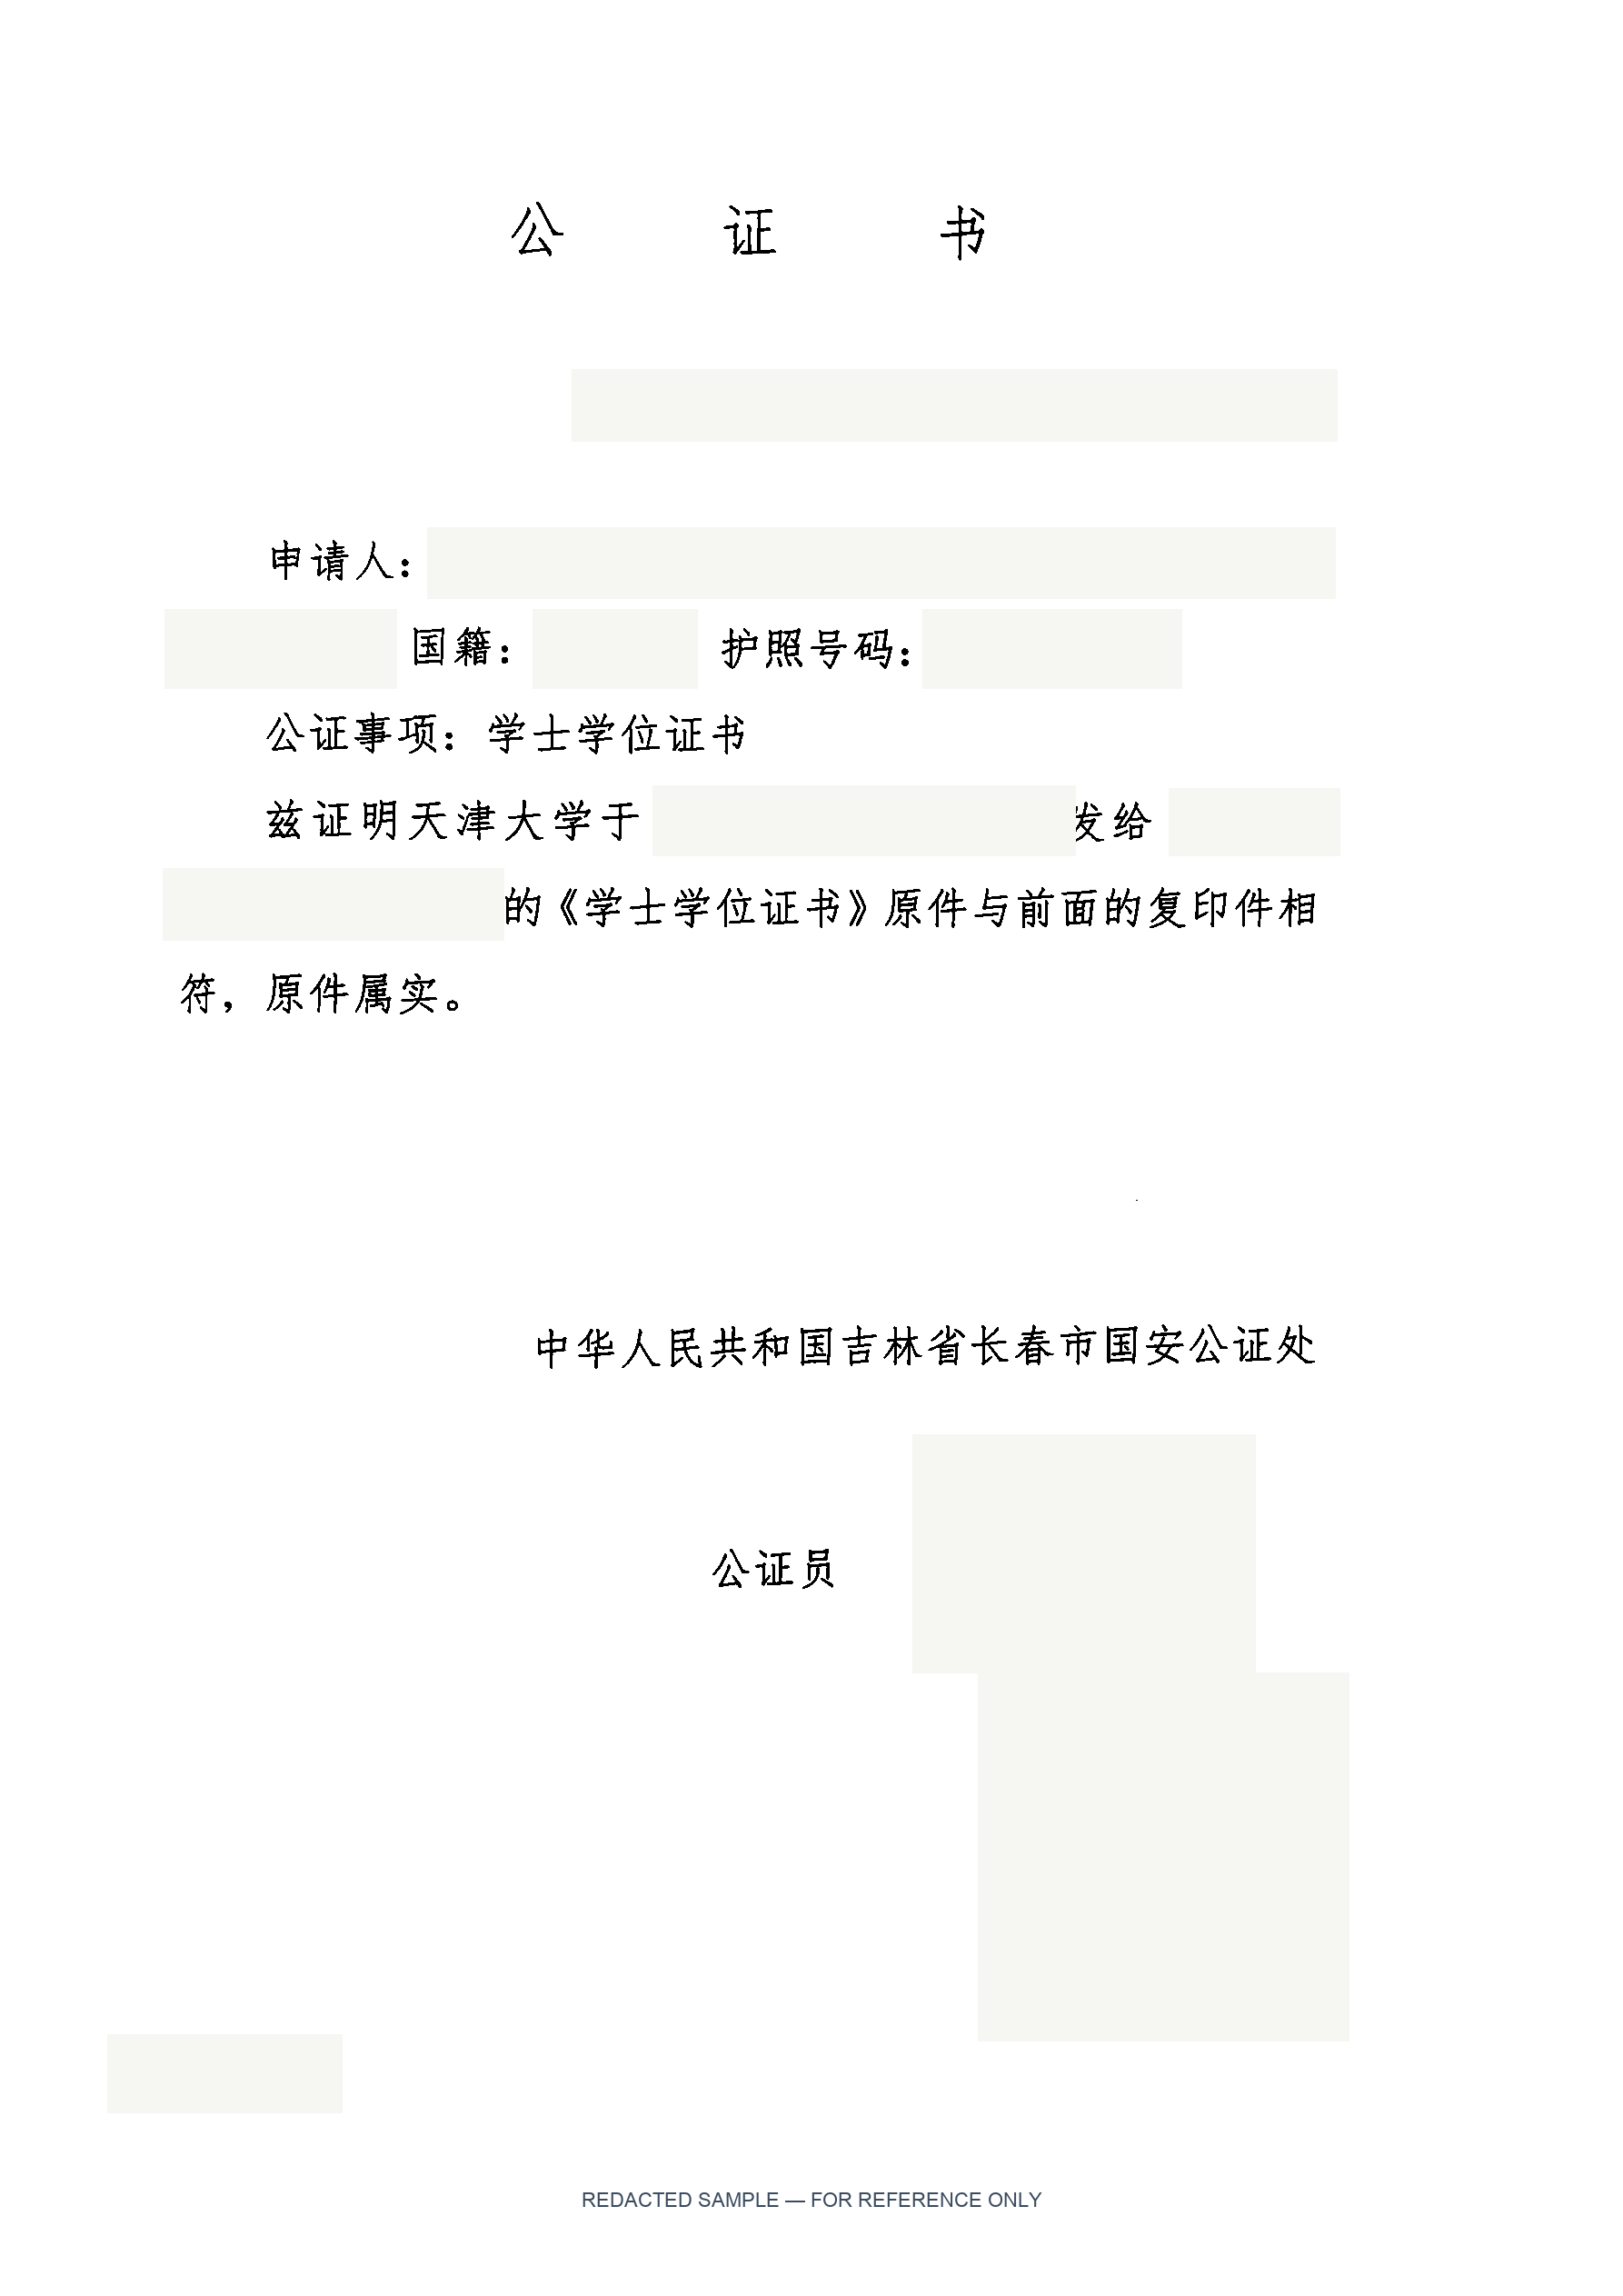 公 证 书
申请人：
国籍： 护照号码：
公证事项：学士学位证书
兹证明天津大学于 发给
的《学士学位证书》原件与前面的复印件相
符，原件属实。
中华人民共和国吉林省长春市国安公证处
公证员
REDACTED SAMPLE — FOR REFERENCE ONLY